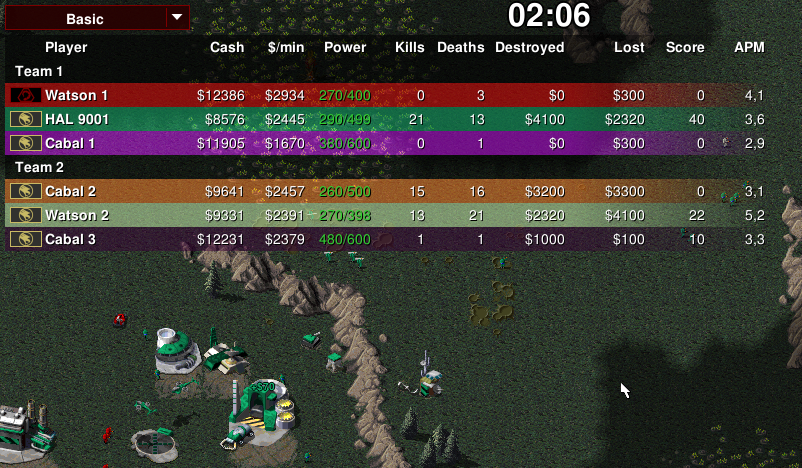 Basic
02:06
Player Cash $/min Power Kills Deaths Destroyed Lost Score APM
Team 1
Watson 1 $12386 $2934 270/400 0 3 $0 $300 0 4,1
HAL 9001 $8576 $2445 290/499 21 13 $4100 $2320 40 3,6
Cabal 1 $11905 $1670 380/600 0 1 $0 $300 0 2,9
Team 2
Cabal 2 $9641 $2457 260/500 15 16 $3200 $3300 0 3,1
Watson 2 $9331 $2391 270/398 13 21 $2320 $4100 22 5,2
Cabal 3 $12231 $2379 480/600 1 1 $1000 $100 10 3,3
+$70